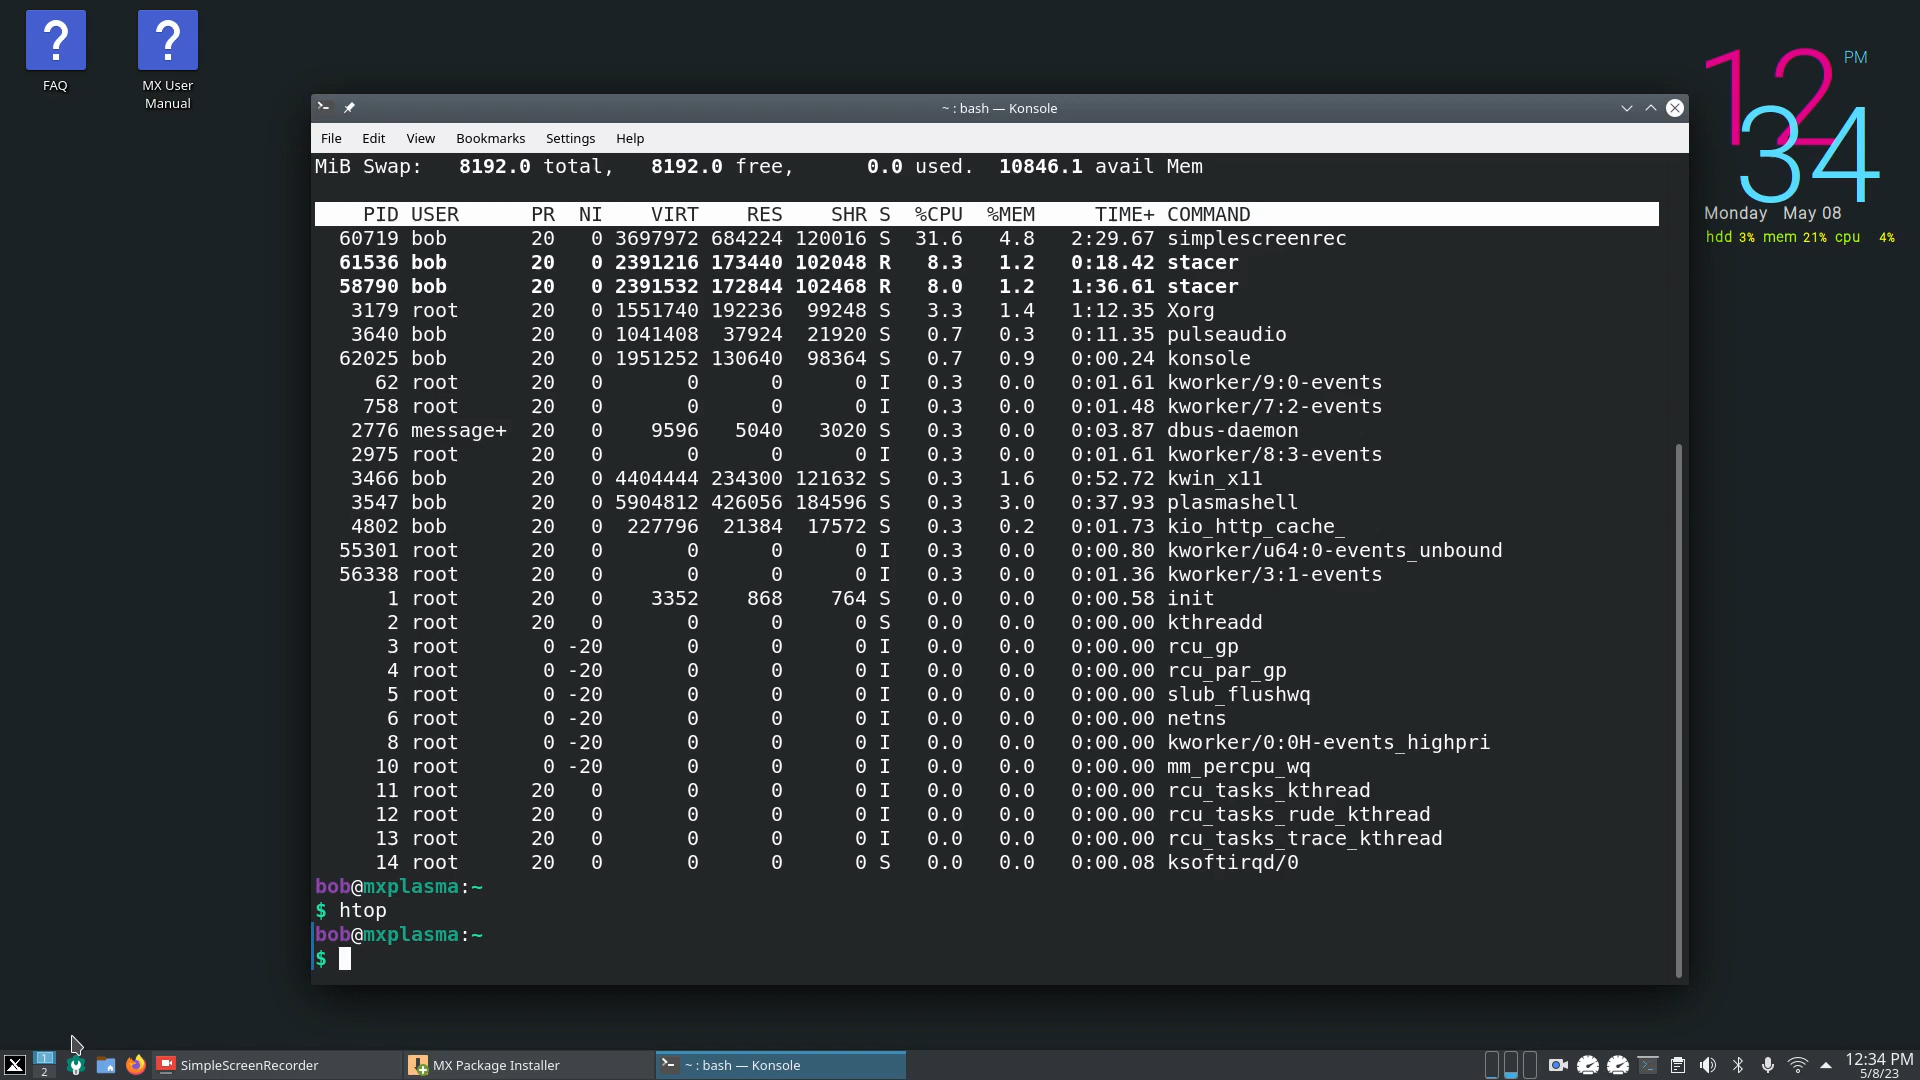 FAQ
MX User
Manual
~ : bash — Konsole
File Edit View Bookmarks Settings Help
MiB Swap: 8192.0 total, 8192.0 free, 0.0 used. 10846.1 avail Mem
PID USER PR NI VIRT RES SHR S %CPU %MEM TIME+ COMMAND
60719 bob 20 0 3697972 684224 120016 S 31.6 4.8 2:29.67 simplescreenrec
61536 bob 20 0 2391216 173440 102048 R 8.3 1.2 0:18.42 stacer
58790 bob 20 0 2391532 172844 102468 R 8.0 1.2 1:36.61 stacer
3179 root 20 0 1551740 192236 99248 S 3.3 1.4 1:12.35 Xorg
3640 bob 20 0 1041408 37924 21920 S 0.7 0.3 0:11.35 pulseaudio
62025 bob 20 0 1951252 130640 98364 S 0.7 0.9 0:00.24 konsole
62 root 20 0 0 0 0 I 0.3 0.0 0:01.61 kworker/9:0-events
758 root 20 0 0 0 0 I 0.3 0.0 0:01.48 kworker/7:2-events
2776 message+ 20 0 9596 5040 3020 S 0.3 0.0 0:03.87 dbus-daemon
2975 root 20 0 0 0 0 I 0.3 0.0 0:01.61 kworker/8:3-events
3466 bob 20 0 4404444 234300 121632 S 0.3 1.6 0:52.72 kwin_x11
3547 bob 20 0 5904812 426056 184596 S 0.3 3.0 0:37.93 plasmashell
4802 bob 20 0 227796 21384 17572 S 0.3 0.2 0:01.73 kio_http_cache_
55301 root 20 0 0 0 0 I 0.3 0.0 0:00.80 kworker/u64:0-events_unbound
56338 root 20 0 0 0 0 I 0.3 0.0 0:01.36 kworker/3:1-events
1 root 20 0 3352 868 764 S 0.0 0.0 0:00.58 init
2 root 20 0 0 0 0 S 0.0 0.0 0:00.00 kthreadd
3 root 0 -20 0 0 0 I 0.0 0.0 0:00.00 rcu_gp
4 root 0 -20 0 0 0 I 0.0 0.0 0:00.00 rcu_par_gp
5 root 0 -20 0 0 0 I 0.0 0.0 0:00.00 slub_flushwq
6 root 0 -20 0 0 0 I 0.0 0.0 0:00.00 netns
8 root 0 -20 0 0 0 I 0.0 0.0 0:00.00 kworker/0:0H-events_highpri
10 root 0 -20 0 0 0 I 0.0 0.0 0:00.00 mm_percpu_wq
11 root 20 0 0 0 0 I 0.0 0.0 0:00.00 rcu_tasks_kthread
12 root 20 0 0 0 0 I 0.0 0.0 0:00.00 rcu_tasks_rude_kthread
13 root 20 0 0 0 0 I 0.0 0.0 0:00.00 rcu_tasks_trace_kthread
14 root 20 0 0 0 0 S 0.0 0.0 0:00.08 ksoftirqd/0
bob@mxplasma:~
$ htop
bob@mxplasma:~
$
12 PM
34
Monday May 08
hdd 3% mem 21% cpu 4%
1
2
SimpleScreenRecorder
MX Package Installer
~ : bash — Konsole
12:34 PM
5/8/23